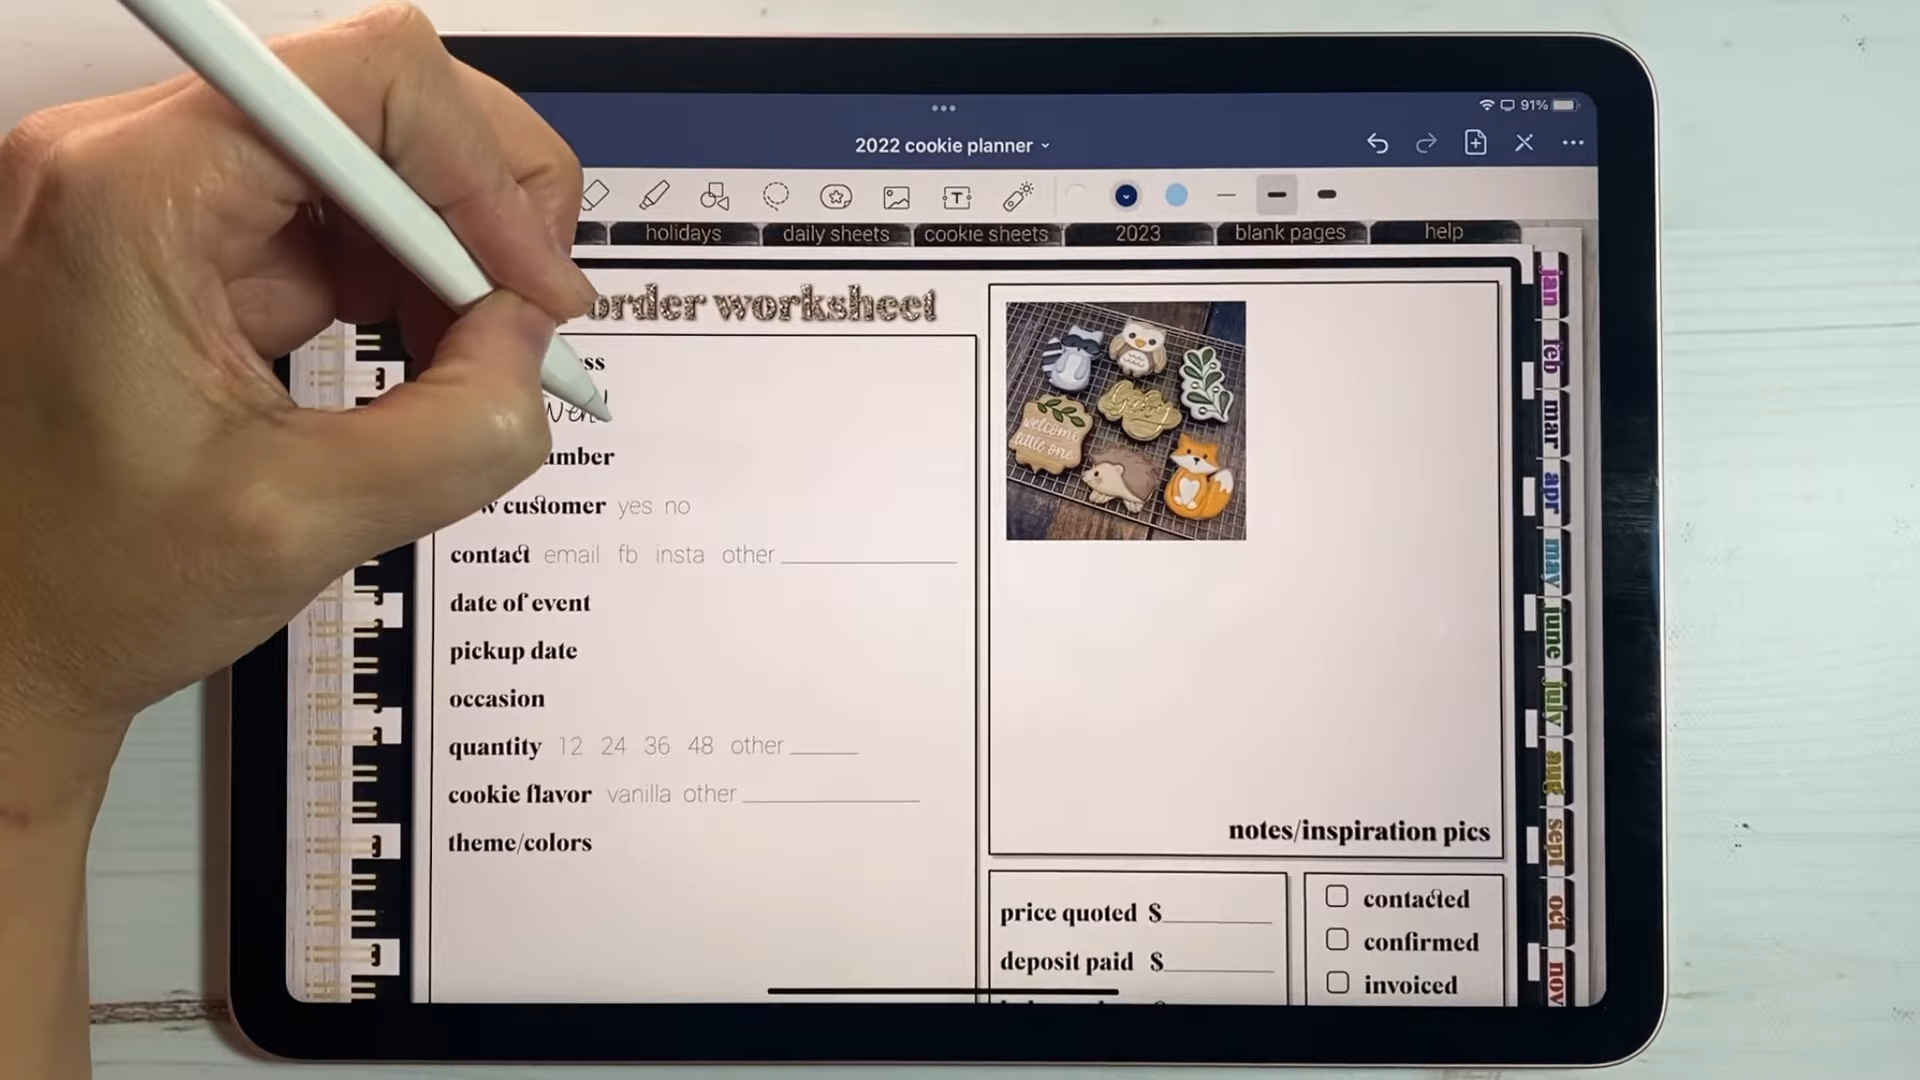 91%
2022 cookie planner
T
holidays
daily sheets
cookie sheets
2023
blank pages
help
order worksheet
customer yes no
contact email fb insta other
date of event
pickup date
occasion
quantity 12 24 36 48 other
cookie flavor vanilla other
theme/colors
welcome
little one
notes/inspiration pics
price quoted $
deposit paid $
contacted
confirmed
invoiced
jan
feb
mar
apr
may
june
july
aug
sept
oct
nov